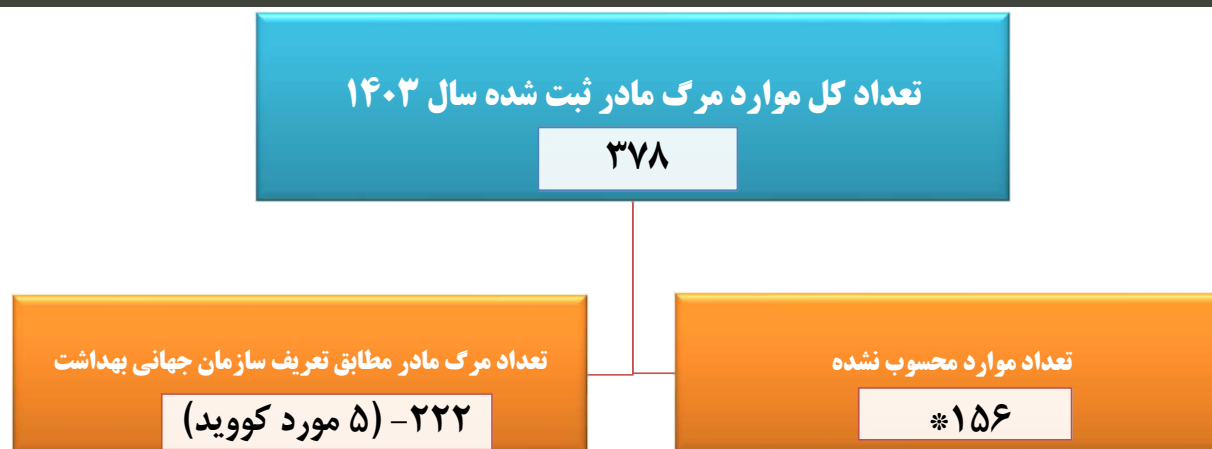 تعداد کل موارد مرگ مادر ثبت شده سال ۱۴۰۳
۳۷۸
تعداد موارد محسوب نشده
۱۵۶*
تعداد مرگ مادر مطابق تعریف سازمان جهانی بهداشت
۲۲۲- (۵ مورد کووید)